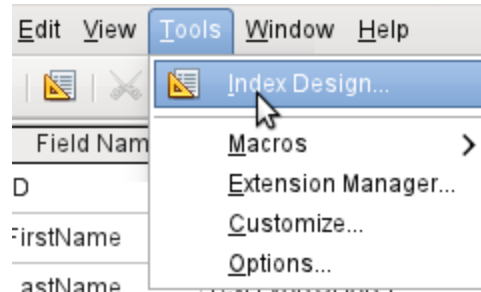 Edit View Tools Window Help
Index Design...
Field Nam
Macros
D
Extension Manager...
FirstName
Customize...
Options...
astName